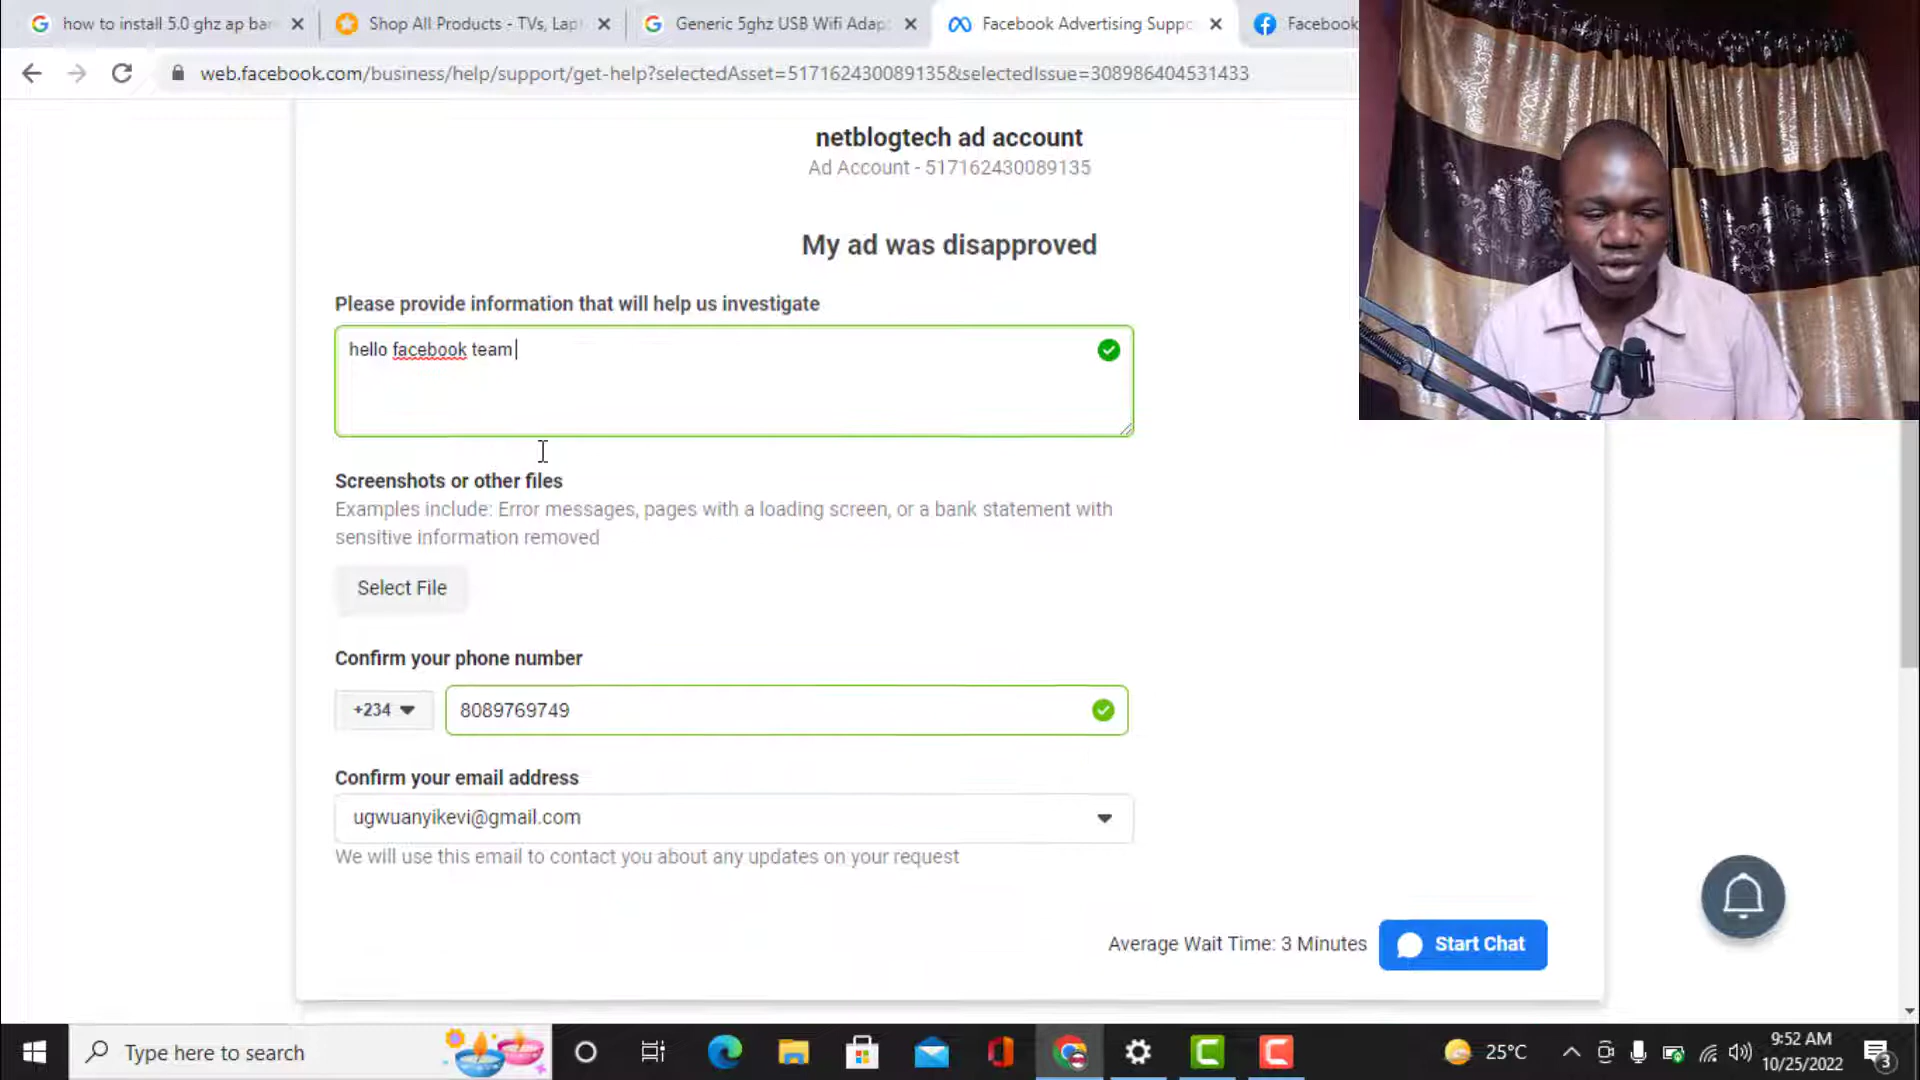 how to install 5.0 ghz ap ban
Shop All Products - TVs, Lap
Generic 5ghz USB Wifi Adap
Facebook Advertising Suppo
Facebook
web.facebook.com/business/help/support/get-help?selectedAsset=517162430089135&selectedIssue=308986404531433
netblogtech ad account
Ad Account - 517162430089135
My ad was disapproved
Please provide information that will help us investigate
hello facebook team
Screenshots or other files
Examples include: Error messages, pages with a loading screen, or a bank statement with
sensitive information removed
Select File
Confirm your phone number
+234
8089769749
Confirm your email address
ugwuanyikevi@gmail.com
We will use this email to contact you about any updates on your request
Average Wait Time: 3 Minutes
Start Chat
Type here to search
25°C
9:52 AM
10/25/2022
3